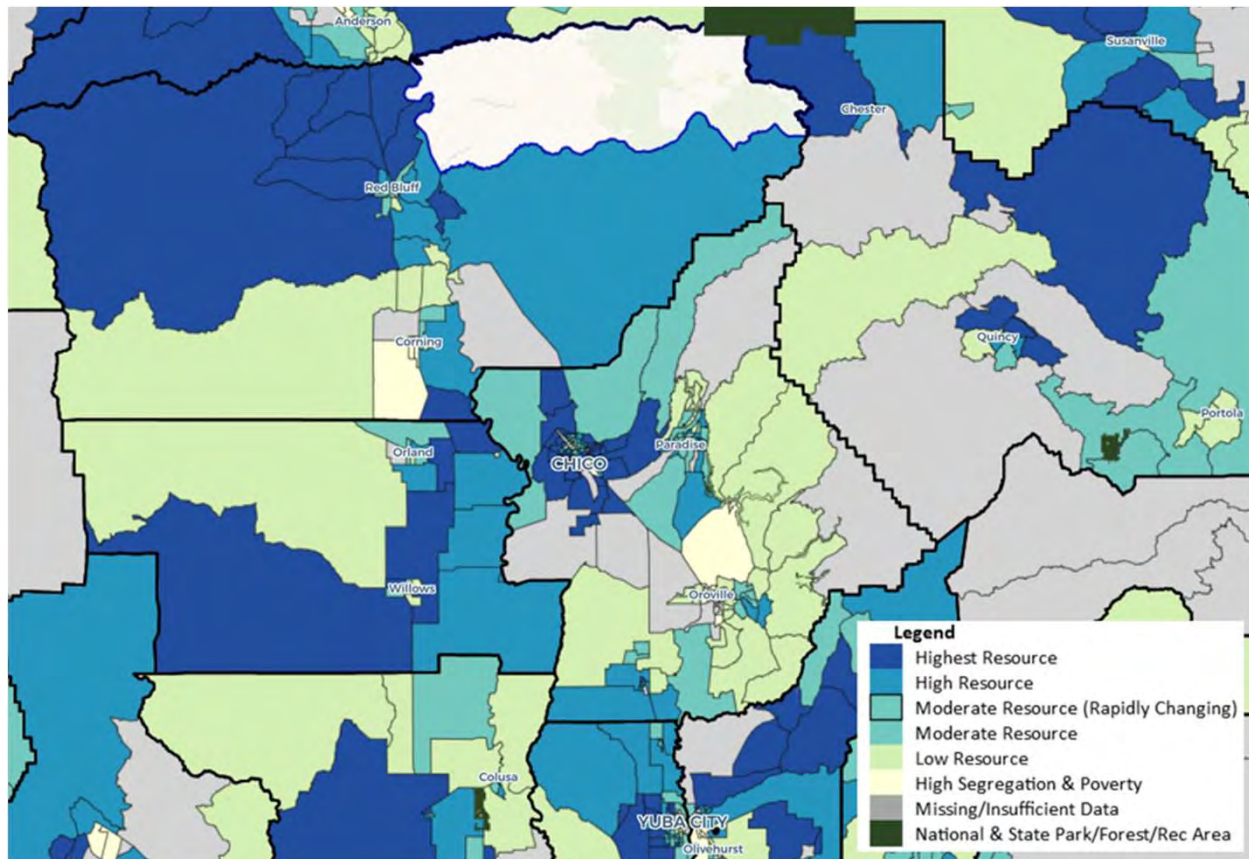 Anderson
Susanville
Chester
Red Bluff
Corning
Quincy
Portola
Orland
CHICO
Paradise
Willows
Oroville
Colusa
YUBA CITY
Olivehurst
Legend
Highest Resource
High Resource
Moderate Resource (Rapidly Changing)
Moderate Resource
Low Resource
High Segregation & Poverty
Missing/Insufficient Data
National & State Park/Forest/Rec Area